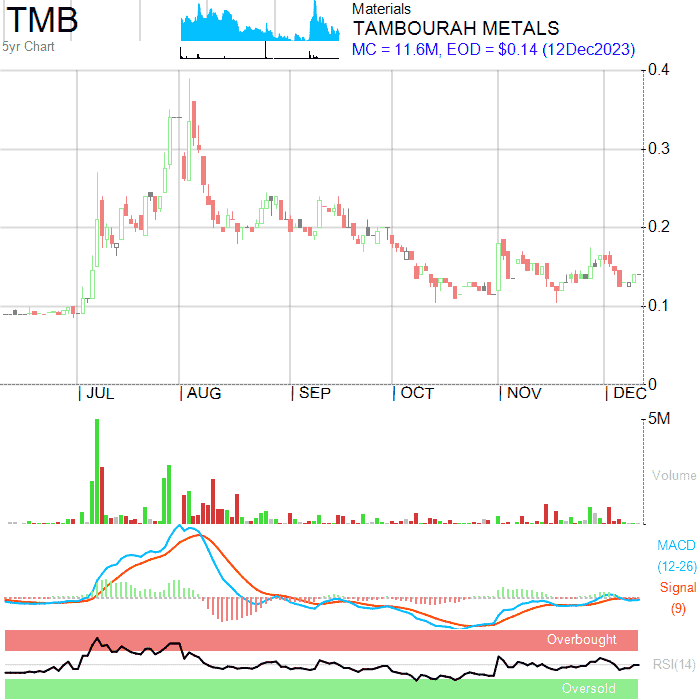 TMB
5yr Chart
Materials
TAMBOURAH METALS
MC = 11.6M, EOD = $0.14 (12Dec2023)
0.4
0.3
0.2
0.1
0
| JUL | AUG | SEP | OCT | NOV | DEC
5M
Volume
MACD
(12-26)
Signal
(9)
Overbought
RSI(14)
Oversold